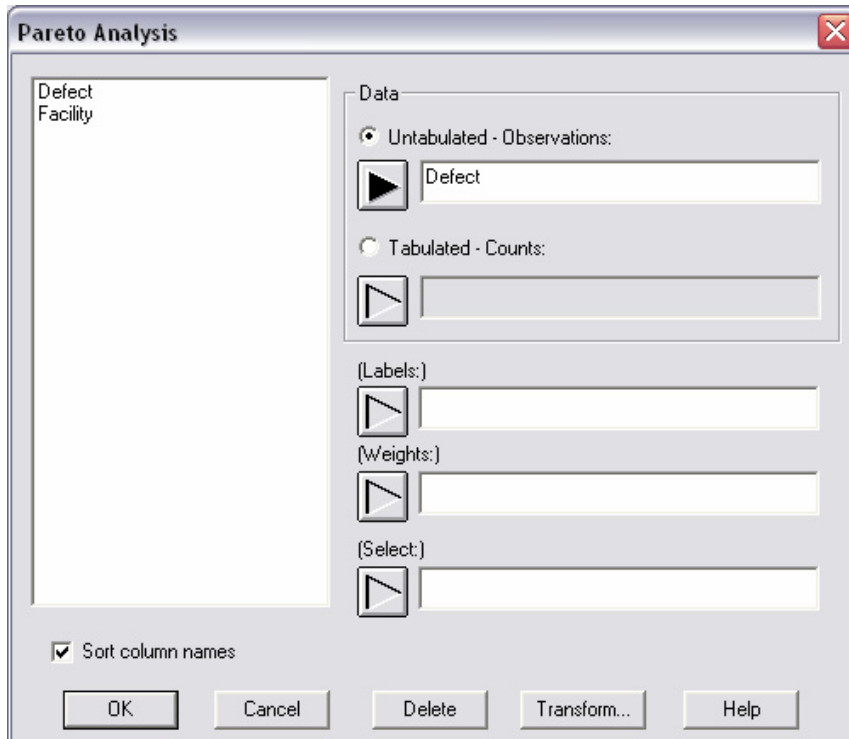 Pareto Analysis
Defect
Facility
Data
Untabulated - Observations:
Defect
Tabulated - Counts:
(Labels:)
(Weights:)
(Select:)
Sort column names
OK
Cancel
Delete
Transform...
Help